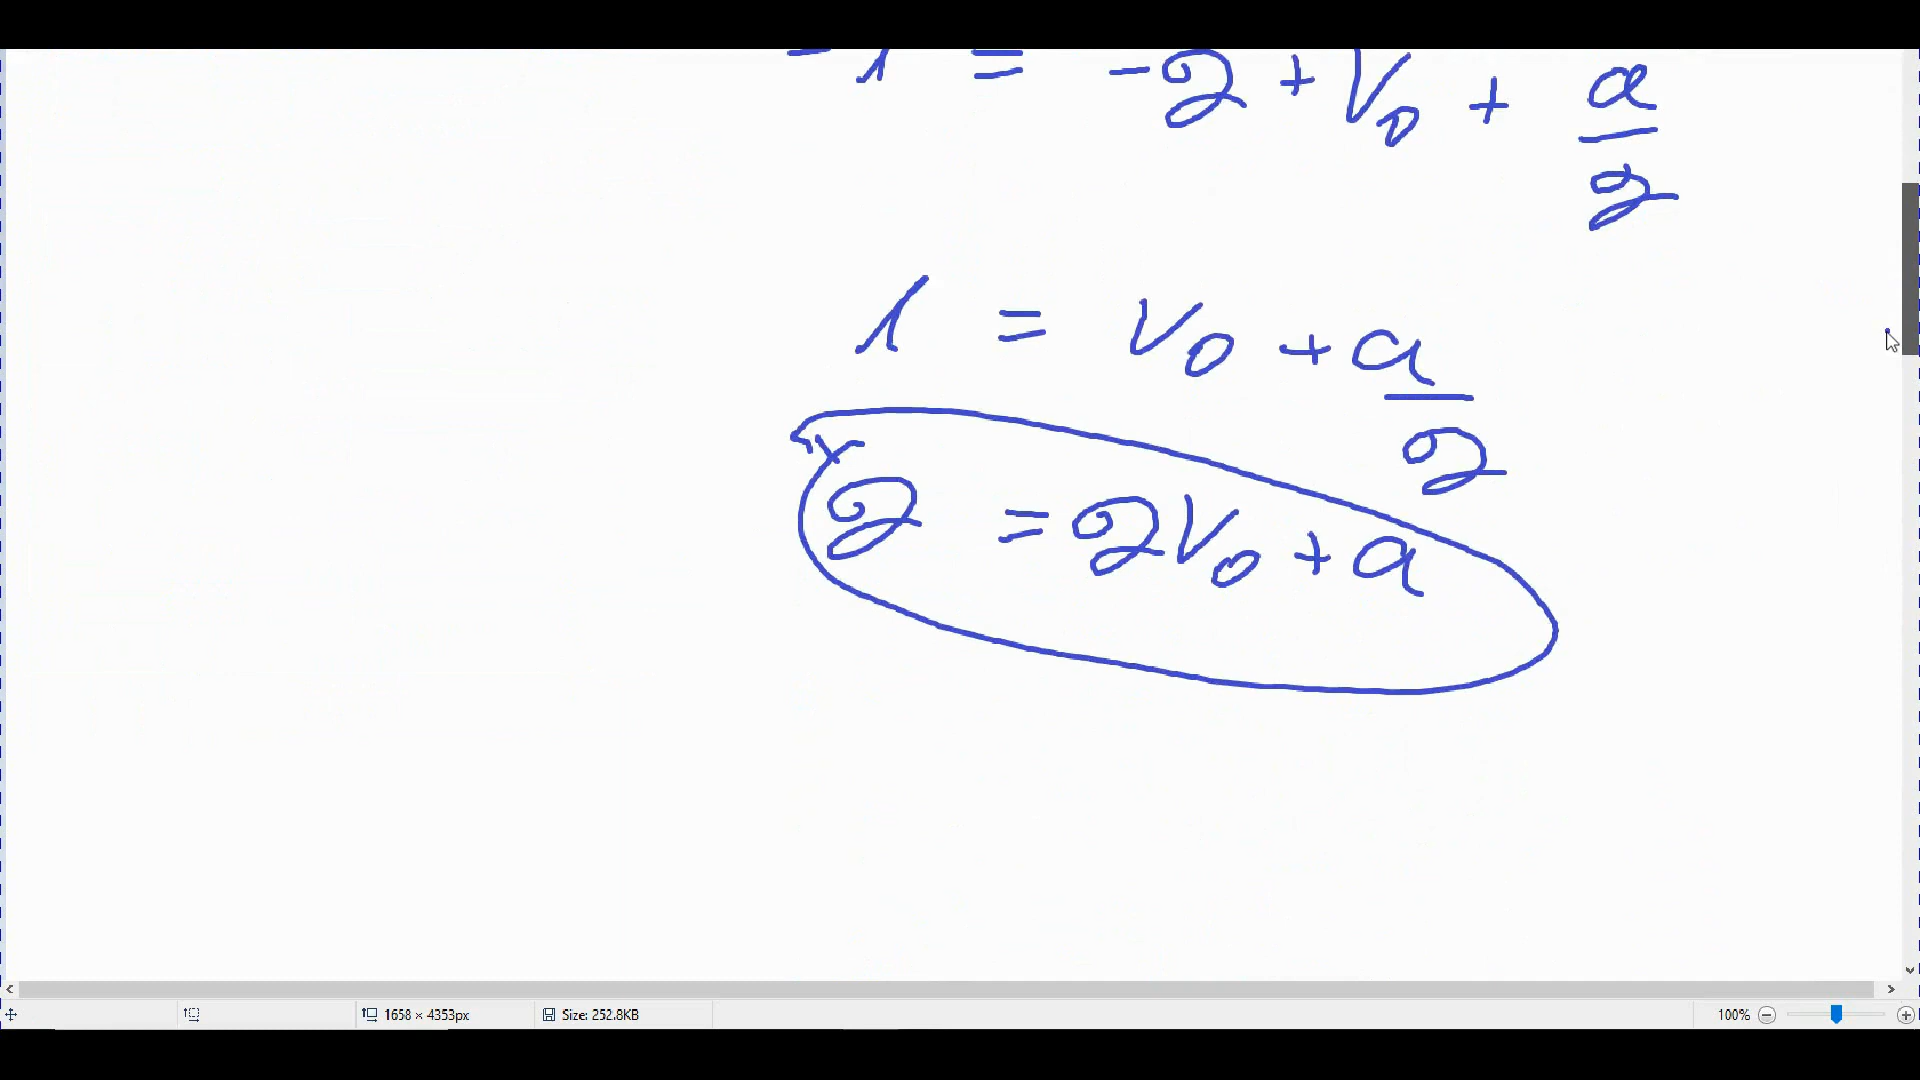 -1 = -2 + V₀ + a/2
1 = V₀ + a/2
2 = 2V₀ + a
1658 × 4353px Size: 252.8KB 100%